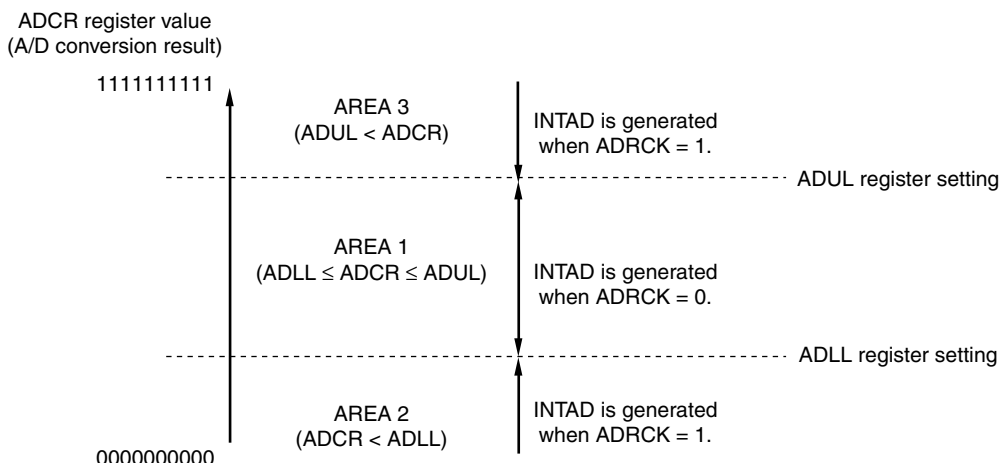 ADCR register value
(A/D conversion result)
1111111111
AREA 3
(ADUL < ADCR)
INTAD is generated
when ADRCK = 1.
ADUL register setting
AREA 1
(ADLL ≤ ADCR ≤ ADUL)
INTAD is generated
when ADRCK = 0.
ADLL register setting
AREA 2
(ADCR < ADLL)
INTAD is generated
when ADRCK = 1.
0000000000